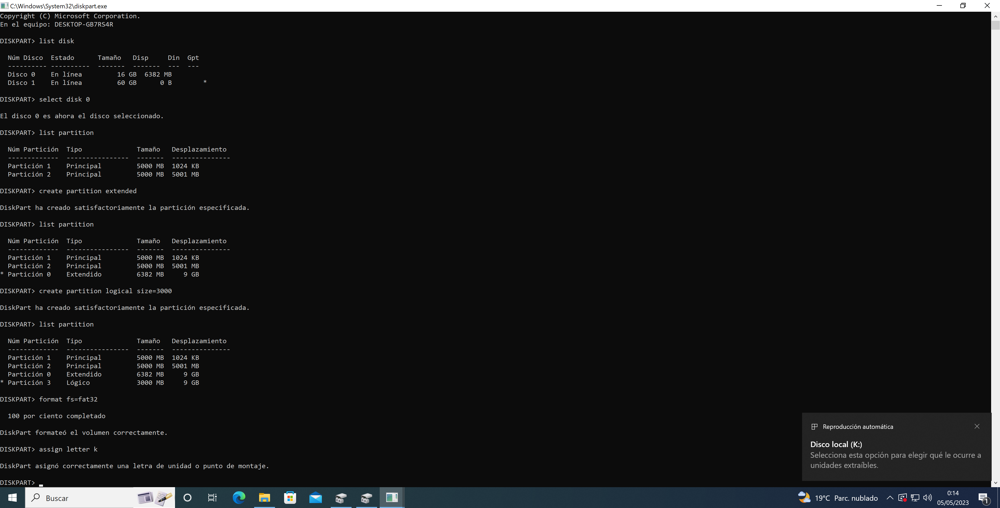 C:\Windows\System32\diskpart.exe
Copyright (C) Microsoft Corporation.
En el equipo: DESKTOP-GB7RS4R
DISKPART> list disk
Núm Disco  Estado      Tamaño   Disp     Din  Gpt
---------- ----------  -------  -------  ---  ---
Disco 0    En línea         16 GB  6382 MB
Disco 1    En línea         60 GB      0 B        *
DISKPART> select disk 0
El disco 0 es ahora el disco seleccionado.
DISKPART> list partition
Núm Partición  Tipo              Tamaño   Desplazamiento
-------------  ----------------  -------  ---------------
Partición 1    Principal         5000 MB  1024 KB
Partición 2    Principal         5000 MB  5001 MB
DISKPART> create partition extended
DiskPart ha creado satisfactoriamente la partición especificada.
DISKPART> list partition
Núm Partición  Tipo              Tamaño   Desplazamiento
-------------  ----------------  -------  ---------------
Partición 1    Principal         5000 MB  1024 KB
Partición 2    Principal         5000 MB  5001 MB
* Partición 0    Extendido         6382 MB     9 GB
DISKPART> create partition logical size=3000
DiskPart ha creado satisfactoriamente la partición especificada.
DISKPART> list partition
Núm Partición  Tipo              Tamaño   Desplazamiento
-------------  ----------------  -------  ---------------
Partición 1    Principal         5000 MB  1024 KB
Partición 2    Principal         5000 MB  5001 MB
Partición 0    Extendido         6382 MB     9 GB
* Partición 3    Lógico            3000 MB     9 GB
DISKPART> format fs=fat32
100 por ciento completado
DiskPart formateó el volumen correctamente.
DISKPART> assign letter k
DiskPart asignó correctamente una letra de unidad o punto de montaje.
DISKPART>
Reproducción automática
Disco local (K:)
Selecciona esta opción para elegir qué le ocurre a
unidades extraíbles.
Buscar
19°C  Parc. nublado
0:14
05/05/2023
1